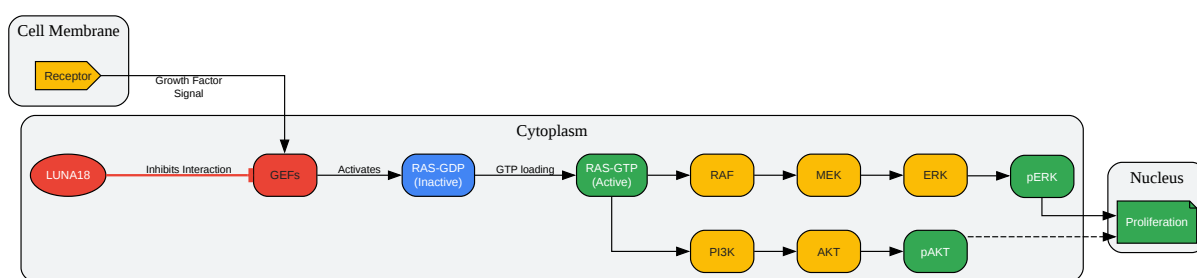 Cell Membrane
Receptor
Growth Factor
Signal
Cytoplasm
LUNA18
Inhibits Interaction
GEFs
Activates
RAS-GDP
(Inactive)
GTP loading
RAS-GTP
(Active)
RAF
MEK
ERK
pERK
PI3K
AKT
pAKT
Nucleus
Proliferation